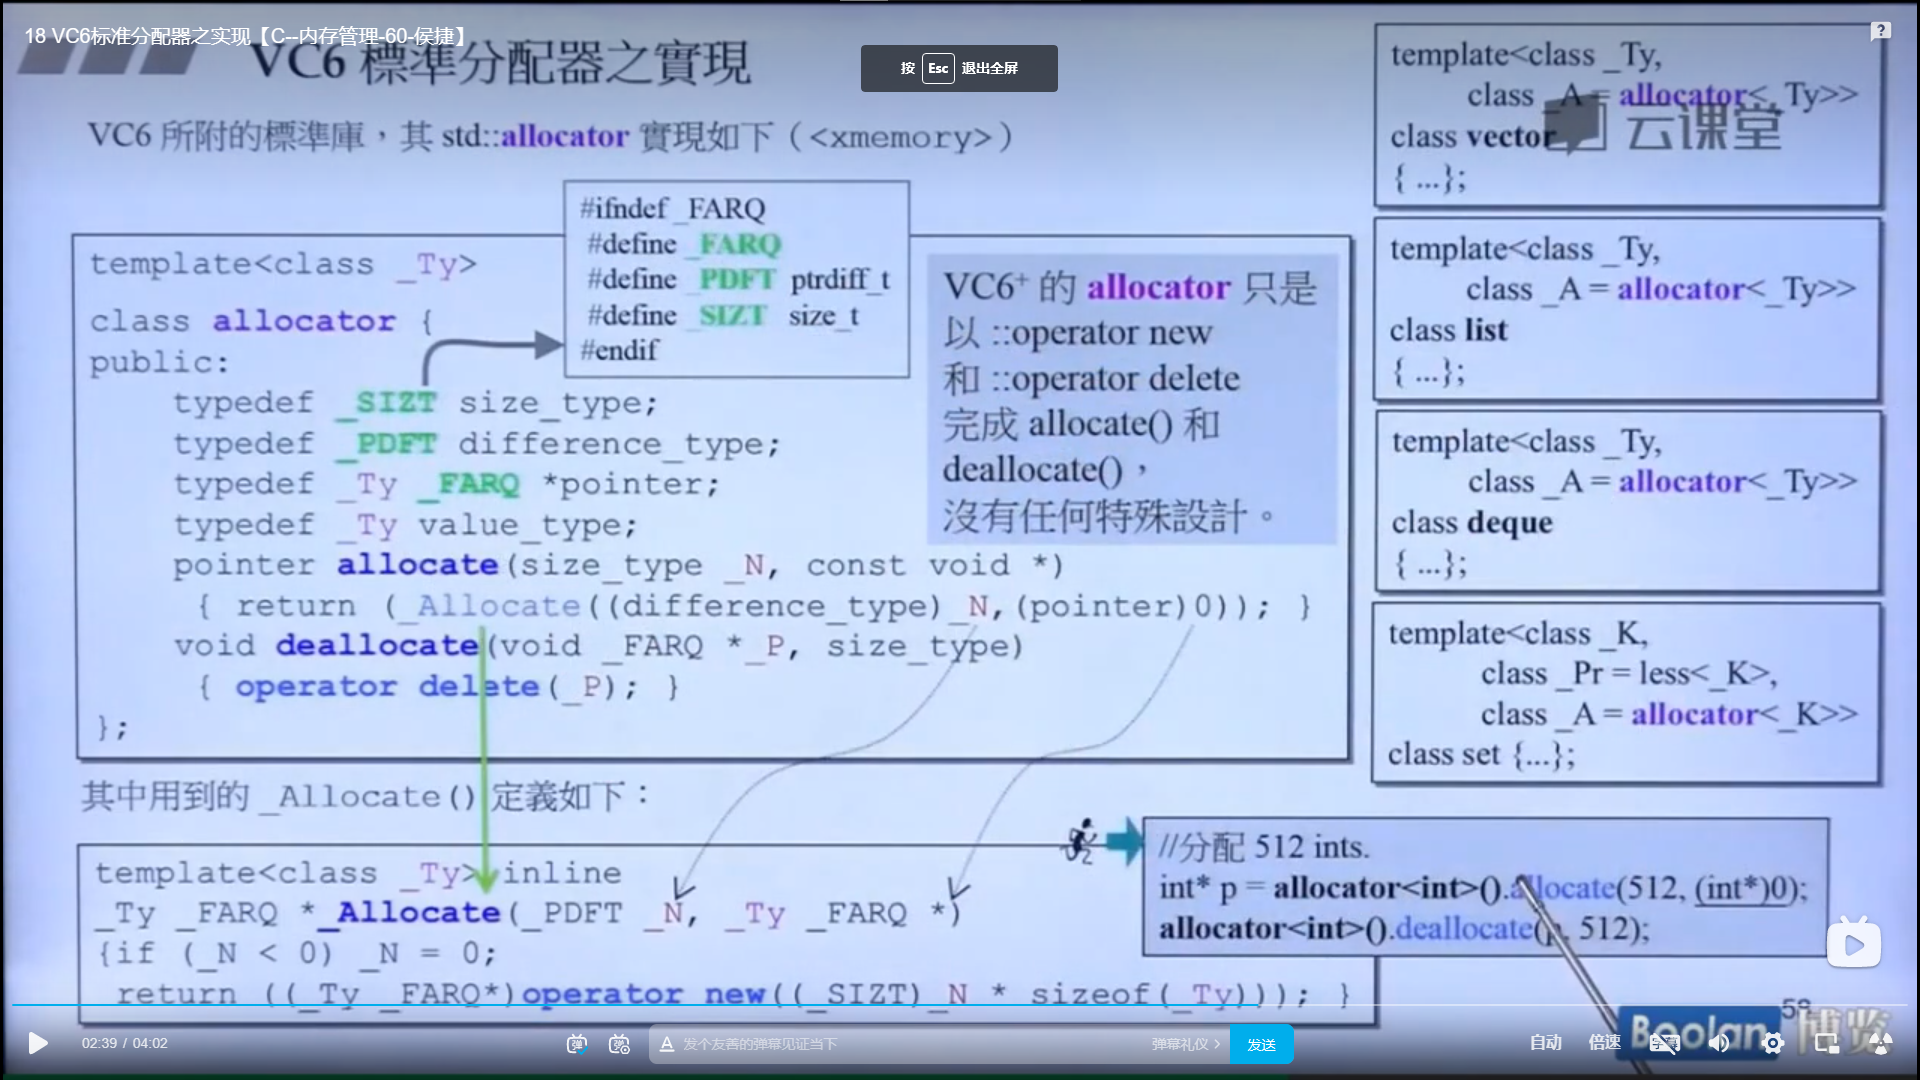 18 VC6标准分配器之实现【C--内存管理-60-侯捷】
VC6 標準分配器之實現
按 Esc 退出全屏
VC6 所附的標準庫，其 std::allocator 實現如下（<xmemory>）
#ifndef _FARQ
#define _FARQ
#define _PDFT ptrdiff_t
#define _SIZT size_t
#endif
template<class _Ty>
class allocator {
public:
typedef _SIZT size_type;
typedef _PDFT difference_type;
typedef _Ty _FARQ *pointer;
typedef _Ty value_type;
pointer allocate(size_type _N, const void *)
{ return (_Allocate((difference_type)_N,(pointer)0)); }
void deallocate(void _FARQ *_P, size_type)
{ operator delete(_P); }
};
VC6+ 的 allocator 只是
以 ::operator new
和 ::operator delete
完成 allocate() 和
deallocate()，
沒有任何特殊設計。
其中用到的 _Allocate() 定義如下：
template<class _Ty> inline
_Ty _FARQ *_Allocate(_PDFT _N, _Ty _FARQ *)
{if (_N < 0) _N = 0;
return ((_Ty _FARQ*)operator new((_SIZT)_N * sizeof(_Ty))); }
template<class _Ty,
class _A = allocator<_Ty>>
class vector
{ ...};
云课堂
template<class _Ty,
class _A = allocator<_Ty>>
class list
{ ...};
template<class _Ty,
class _A = allocator<_Ty>>
class deque
{ ...};
template<class _K,
class _Pr = less<_K>,
class _A = allocator<_K>>
class set {...};
//分配 512 ints.
int* p = allocator<int>().allocate(512, (int*)0);
allocator<int>().deallocate(p, 512);
58
Boolan 博览
02:39 / 04:02
发个友善的弹幕见证当下
弹幕礼仪 >
发送
自动
倍速